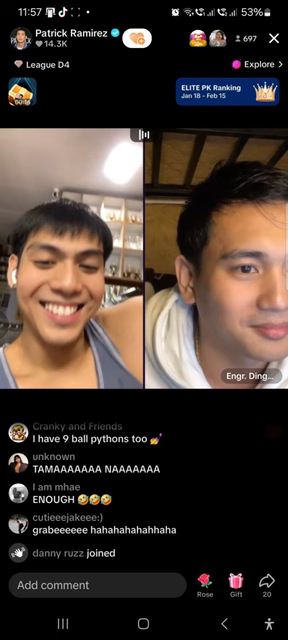 11:57
53%
Patrick Ramirez
14.3K
697
League D4
Explore >
ELITE PK Ranking
Jan 18 - Feb 15
Engr. Ding...
Cranky and Friends
I have 9 ball pythons too
unknown
TAMAAAAAAA NAAAAAAA
I am mhae
ENOUGH 🤣🤣🤣
cutieeejakeee:)
grabeeeeee hahahahahahhaha
danny ruzz joined
Add comment
Rose
Gift
20